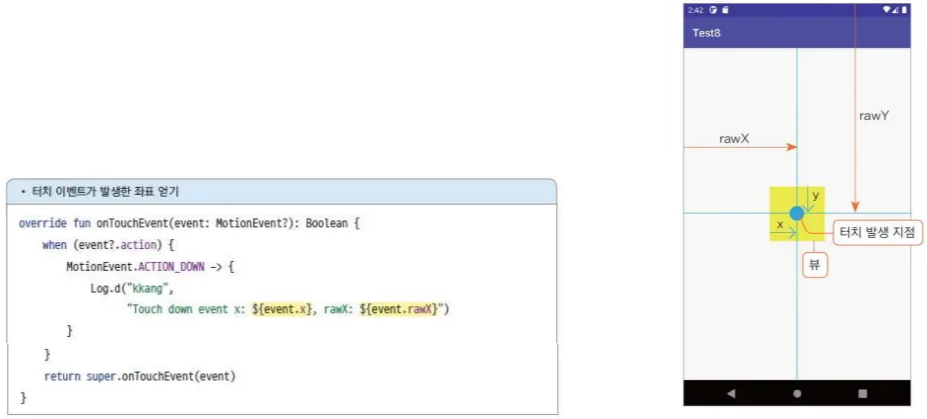 • 터치 이벤트가 발생한 좌표 얻기
override fun onTouchEvent(event: MotionEvent?): Boolean {
when (event?.action) {
MotionEvent.ACTION_DOWN -> {
Log.d("kkang",
"Touch down event x: ${event.x}, rawX: ${event.rawX}")
}
}
return super.onTouchEvent(event)
}
2:42
Test8
rawY
rawX
y
x
터치 발생 지점
뷰